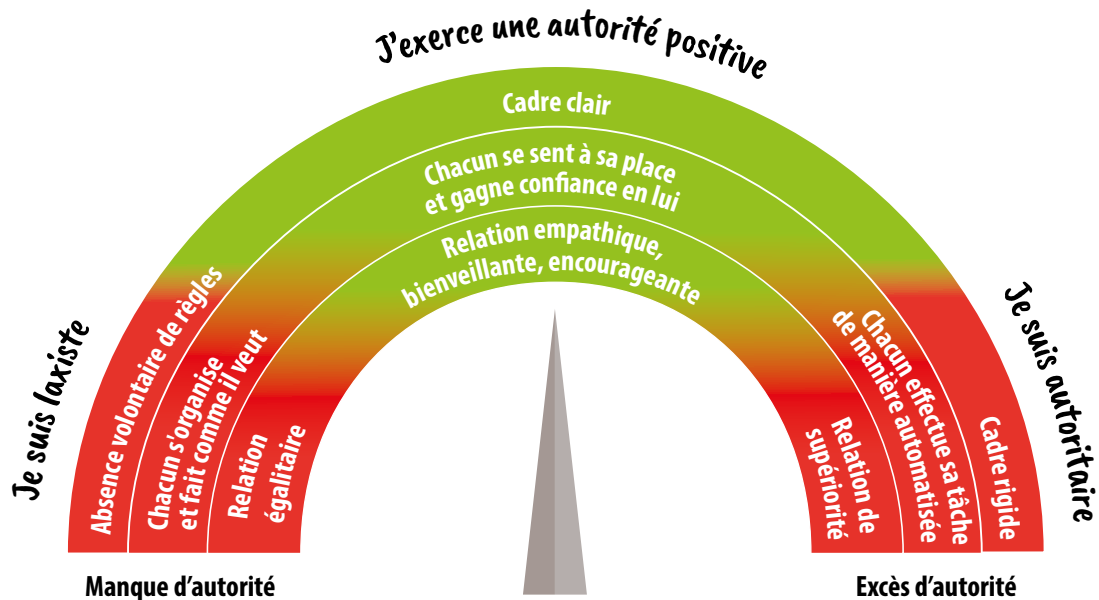 J'exerce une autorité positive
Cadre clair
Chacun se sent à sa place
et gagne confiance en lui
Relation empathique,
bienveillante, encourageante
Je suis laxiste
Absence volontaire de règles
Chacun s'organise
et fait comme il veut
Relation
égalitaire
Je suis autoritaire
Cadre rigide
Chacun effectue sa tâche
de manière automatisée
Relation de
supériorité
Manque d'autorité
Excès d'autorité